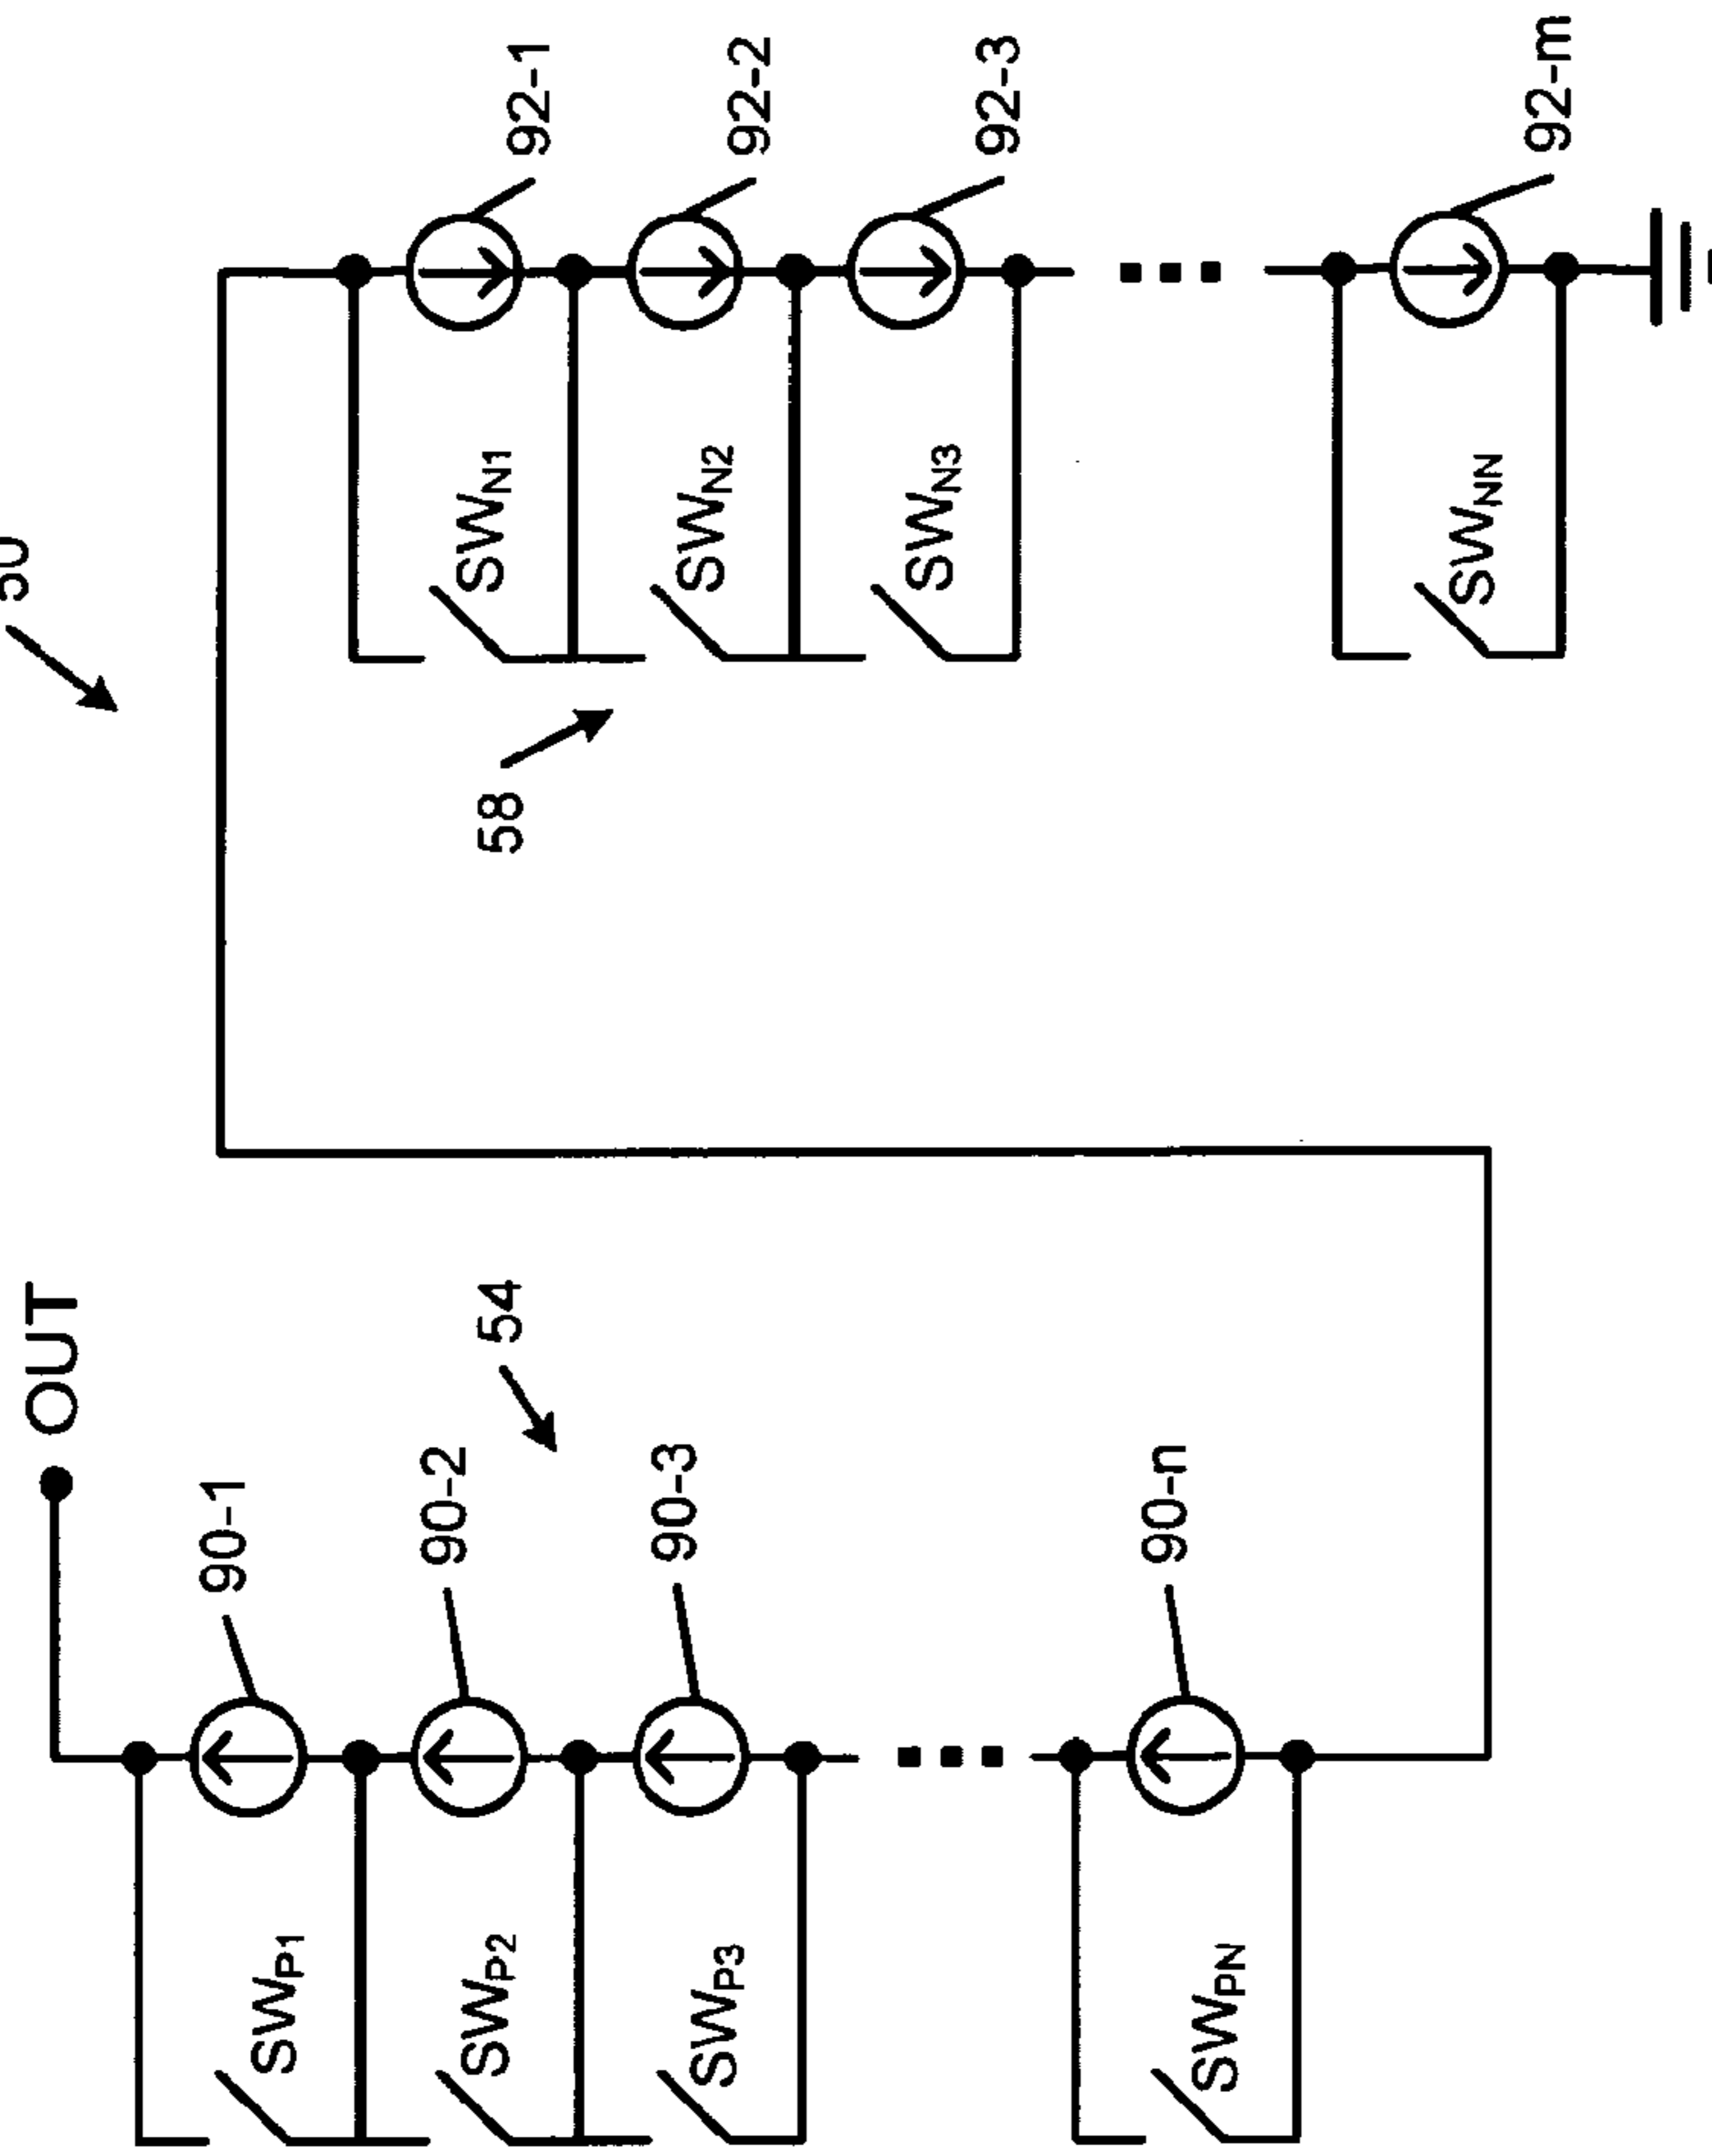 OUT
90-1
SWP1
90-2
SWP2
54
90-3
SWP3
90-n
SWPN
92-1
SWN1
58
92-2
SWN2
92-3
SWN3
92-m
SWNN